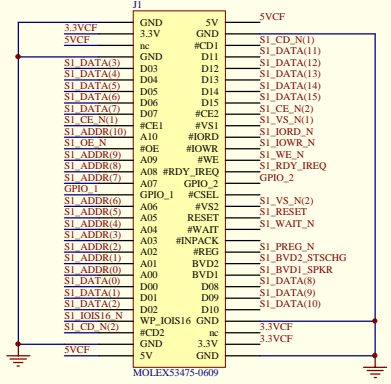 J1
GND 5V 5VCF
3.3VCF 3.3V GND
5VCF nc #CD1 S1_CD_N(1)
GND D11 S1_DATA(11)
S1_DATA(3) D03 D12 S1_DATA(12)
S1_DATA(4) D04 D13 S1_DATA(13)
S1_DATA(5) D05 D14 S1_DATA(14)
S1_DATA(6) D06 D15 S1_DATA(15)
S1_DATA(7) D07 #CE2 S1_CE_N(2)
S1_CE_N(1) #CE1 #VS1 S1_VS_N(1)
S1_ADDR(10) A10 #IORD S1_IORD_N
S1_OE_N #OE #IOWR S1_IOWR_N
S1_ADDR(9) A09 #WE S1_WE_N
S1_ADDR(8) A08 #RDY_IREQ S1_RDY_IREQ
S1_ADDR(7) A07 GPIO_2 GPIO_2
GPIO_1 GPIO_1 #CSEL
S1_ADDR(6) A06 #VS2 S1_VS_N(2)
S1_ADDR(5) A05 RESET S1_RESET
S1_ADDR(4) A04 #WAIT S1_WAIT_N
S1_ADDR(3) A03 #INPACK
S1_ADDR(2) A02 #REG S1_PREG_N
S1_ADDR(1) A01 BVD2 S1_BVD2_STSCHG
S1_ADDR(0) A00 BVD1 S1_BVD1_SPKR
S1_DATA(0) D00 D08 S1_DATA(8)
S1_DATA(1) D01 D09 S1_DATA(9)
S1_DATA(2) D02 D10 S1_DATA(10)
S1_IOIS16_N WP_IOIS16 GND
S1_CD_N(2) #CD2 nc 3.3VCF
GND 3.3V 3.3VCF
5VCF 5V GND
MOLEX53475-0609